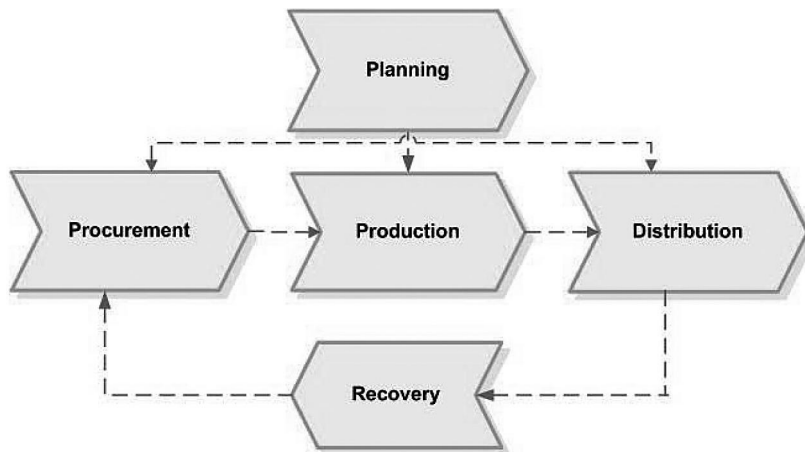 Planning
Procurement
Production
Distribution
Recovery